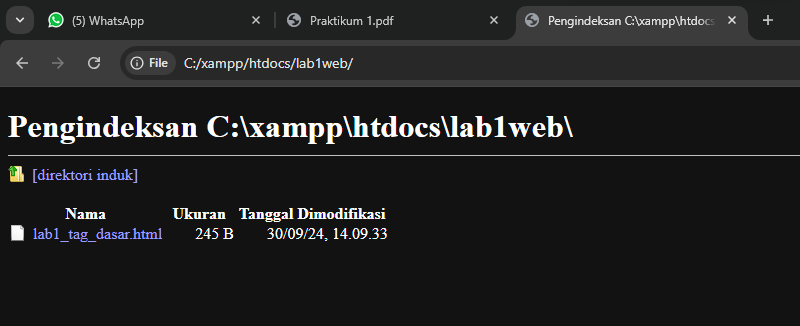 (5) WhatsApp
Praktikum 1.pdf
Pengindeksan C:\xampp\htdocs
File C:/xampp/htdocs/lab1web/
Pengindeksan C:\xampp\htdocs\lab1web\
[direktori induk]
Nama Ukuran Tanggal Dimodifikasi
lab1_tag_dasar.html 245 B 30/09/24, 14.09.33